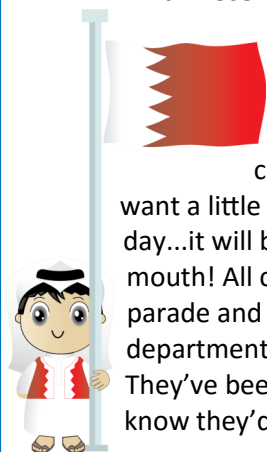 c
want a little
day...it will b
mouth! All o
parade and
department
They've bee
know they'd